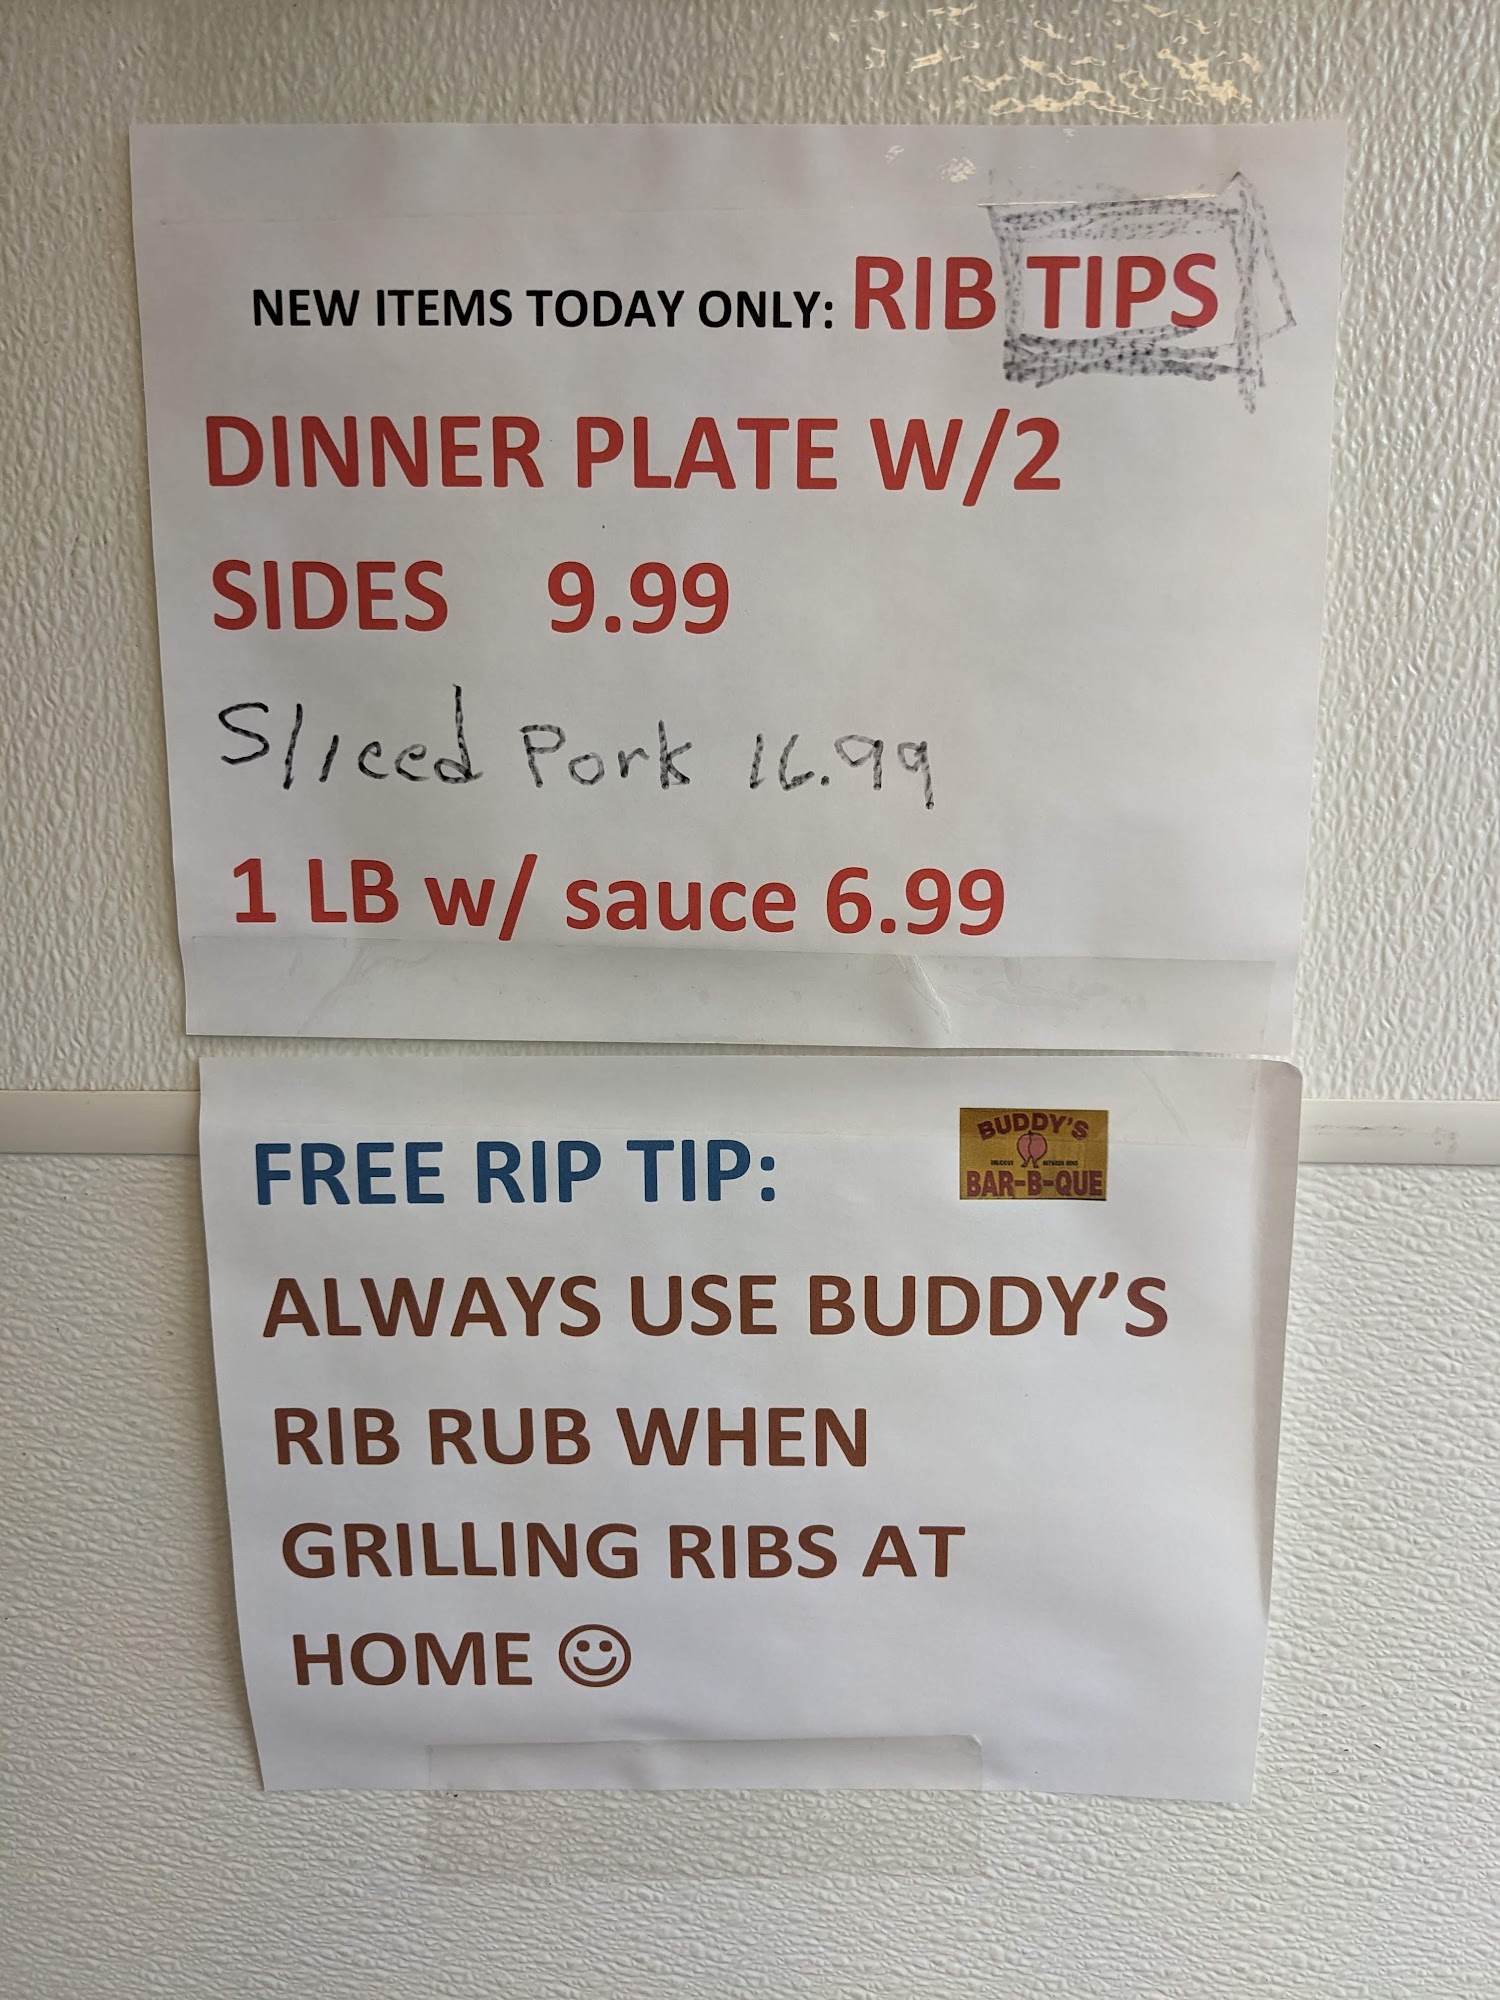 NEW ITEMS TODAY ONLY: RIB TIPS
DINNER PLATE W/2
SIDES 9.99
Sliced Pork 16.99
1 LB w/ sauce 6.99
FREE RIP TIP:
BUDDY'S
BAR-B-QUE
ALWAYS USE BUDDY'S
RIB RUB WHEN
GRILLING RIBS AT
HOME ☺